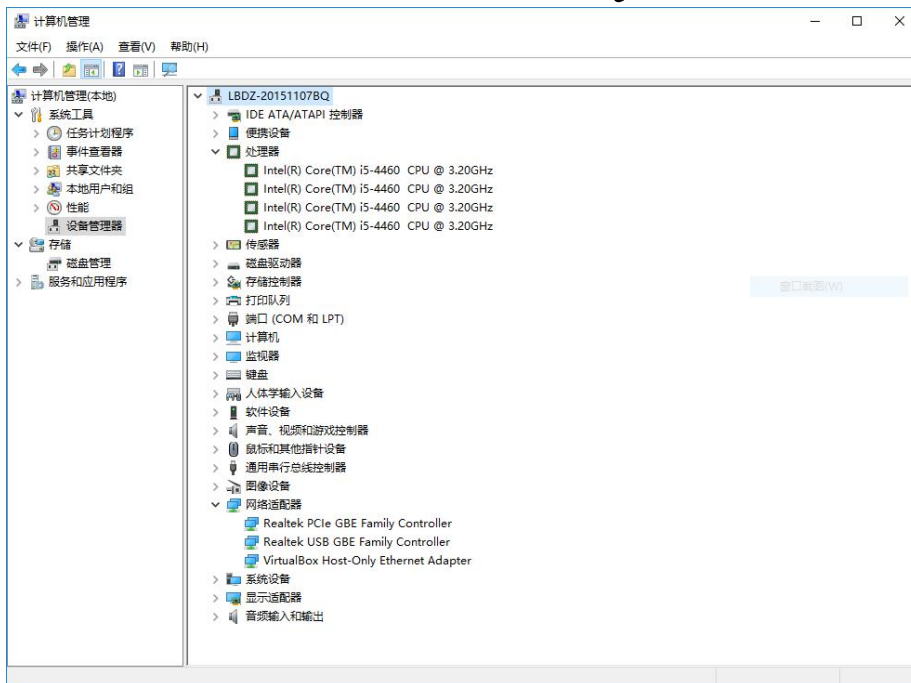 计算机管理
文件(F) 操作(A) 查看(V) 帮助(H)
计算机管理(本地)
系统工具
任务计划程序
事件查看器
共享文件夹
本地用户和组
性能
设备管理器
存储
磁盘管理
服务和应用程序
LBDZ-20151107BQ
IDE ATA/ATAPI 控制器
便携设备
处理器
Intel(R) Core(TM) i5-4460 CPU @ 3.20GHz
Intel(R) Core(TM) i5-4460 CPU @ 3.20GHz
Intel(R) Core(TM) i5-4460 CPU @ 3.20GHz
Intel(R) Core(TM) i5-4460 CPU @ 3.20GHz
传感器
磁盘驱动器
存储控制器
打印队列
端口 (COM 和 LPT)
计算机
监视器
键盘
人体学输入设备
软件设备
声音、视频和游戏控制器
鼠标和其他指针设备
通用串行总线控制器
图像设备
网络适配器
Realtek PCIe GBE Family Controller
Realtek USB GBE Family Controller
VirtualBox Host-Only Ethernet Adapter
系统设备
显示适配器
音频输入和输出
窗口截图(W)